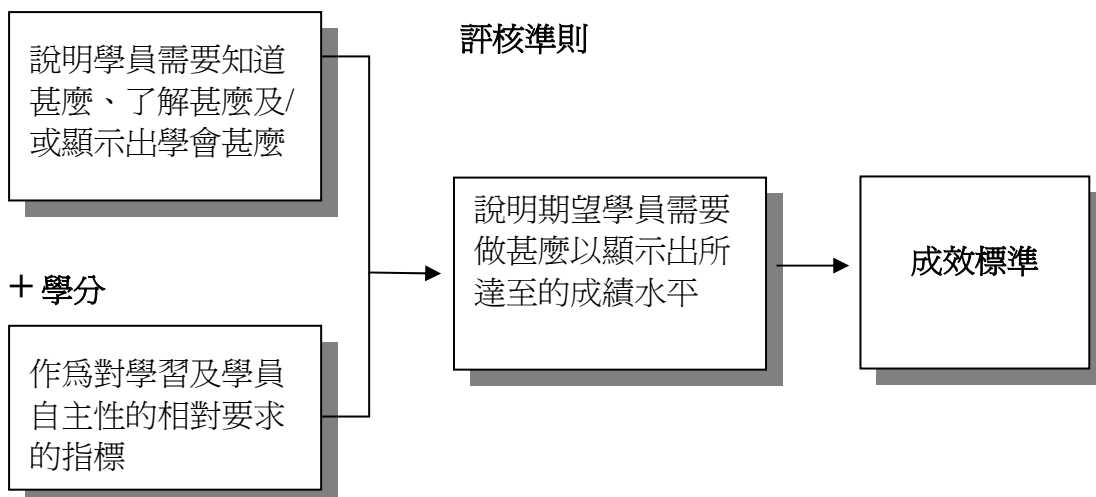 說明學員需要知道
甚麼、了解甚麼及/
或顯示出學會甚麼
+ 學分
作為對學習及學員
自主性的相對要求
的指標
評核準則
說明期望學員需要
做甚麼以顯示出所
達至的成績水平
成效標準